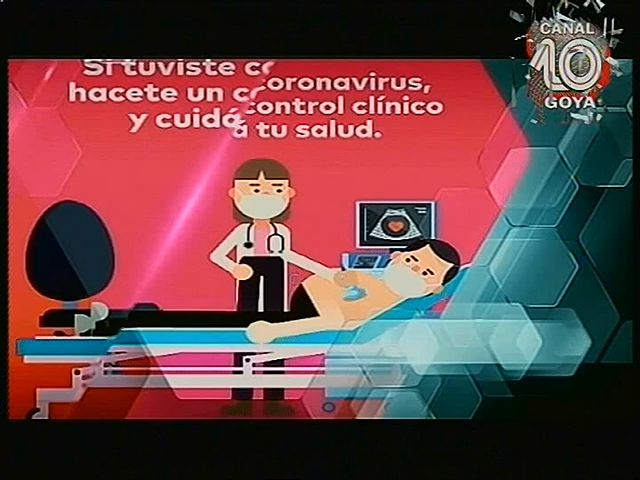 CANAL
10
GOYA
Si tuviste coronavirus,
hacete un control clínico
y cuidá a tu salud.